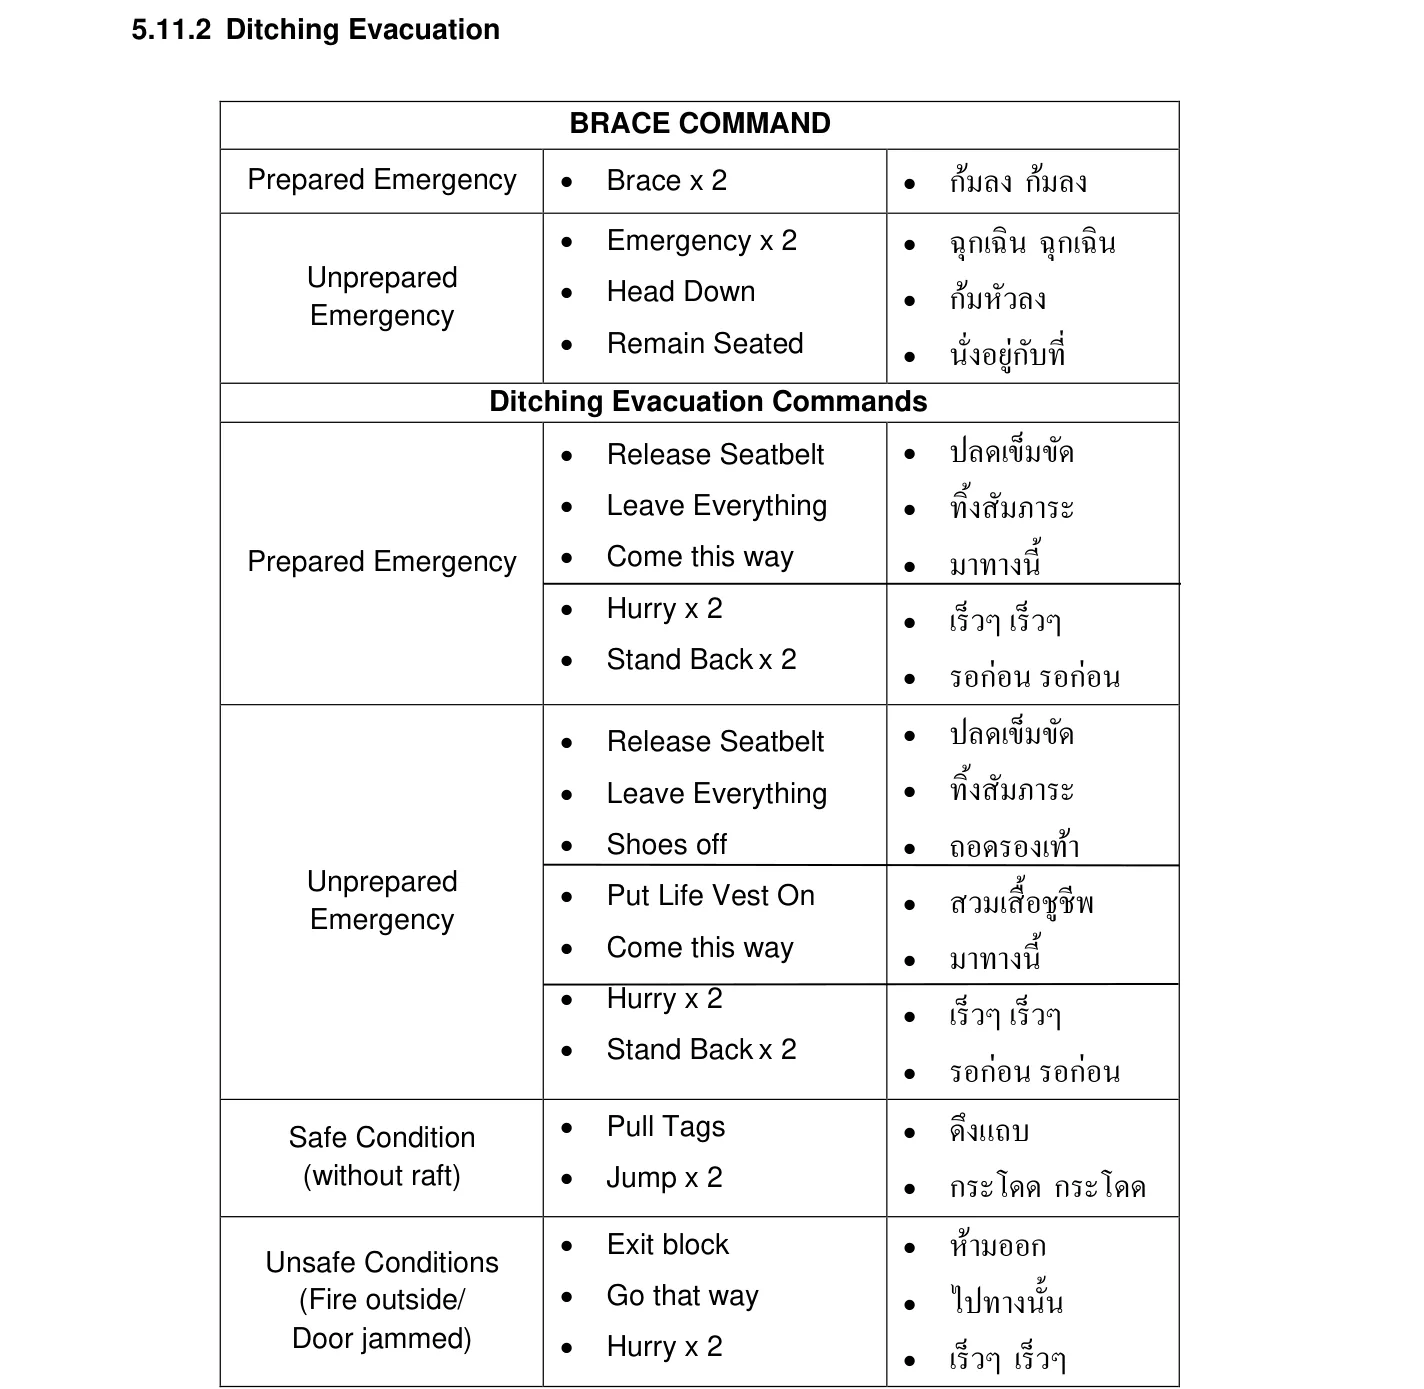 5.11.2 Ditching Evacuation
BRACE COMMAND
Prepared Emergency
• Brace x 2
• ก้มลง ก้มลง
Unprepared
Emergency
• Emergency x 2
• Head Down
• Remain Seated
• ฉุกเฉิน ฉุกเฉิน
• ก้มหัวลง
• นั่งอยู่กับที่
Ditching Evacuation Commands
Prepared Emergency
• Release Seatbelt
• Leave Everything
• Come this way
• Hurry x 2
• Stand Back x 2
• ปลดเข็มขัด
• ทิ้งสัมภาระ
• มาทางนี้
• เร็วๆ เร็วๆ
• รอก่อน รอก่อน
Unprepared
Emergency
• Release Seatbelt
• Leave Everything
• Shoes off
• Put Life Vest On
• Come this way
• Hurry x 2
• Stand Back x 2
• ปลดเข็มขัด
• ทิ้งสัมภาระ
• ถอดรองเท้า
• สวมเสื้อชูชีพ
• มาทางนี้
• เร็วๆ เร็วๆ
• รอก่อน รอก่อน
Safe Condition
(without raft)
• Pull Tags
• Jump x 2
• ดึงแถบ
• กระโดด กระโดด
Unsafe Conditions
(Fire outside/
Door jammed)
• Exit block
• Go that way
• Hurry x 2
• ห้ามออก
• ไปทางนั้น
• เร็วๆ เร็วๆ